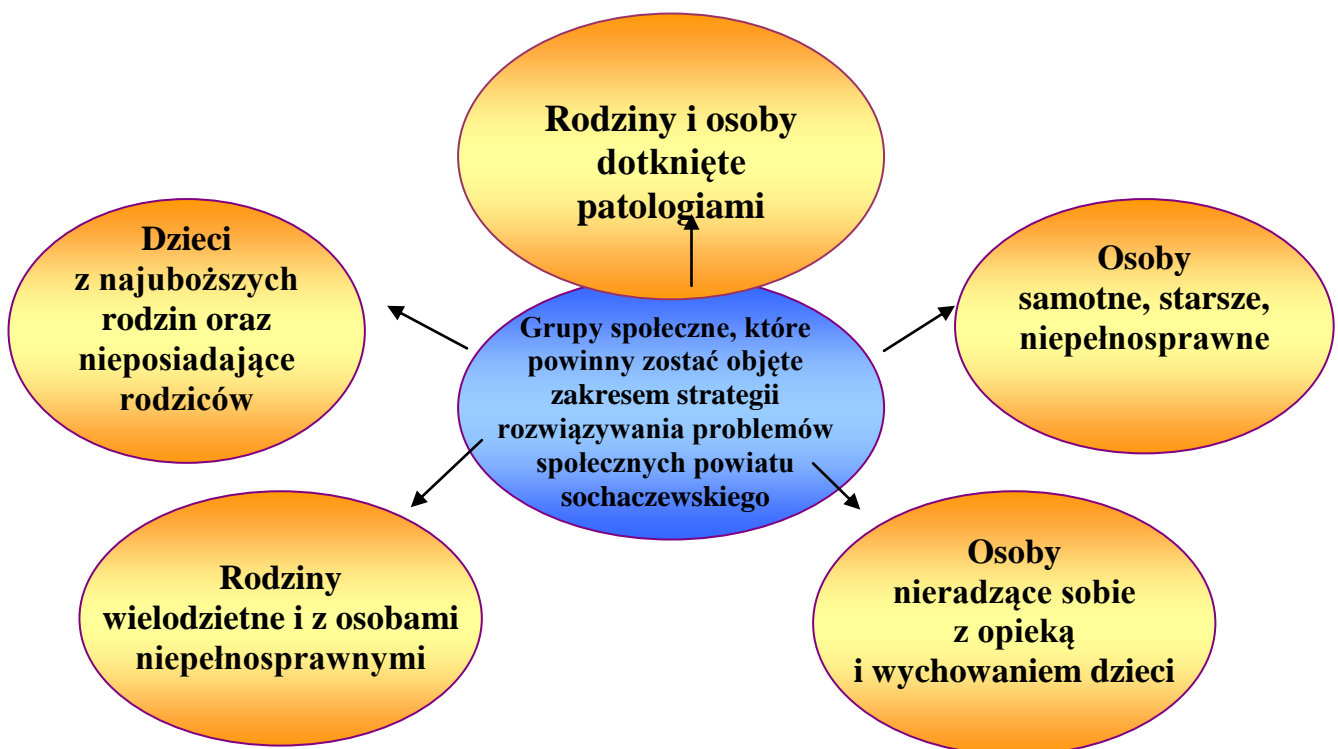 Rodziny i osoby
dotknięte
patologiami
Dzieci
z najuboższych
rodzin oraz
nieposiadające
rodziców
Osoby
samotne, starsze,
niepełnosprawne
Grupy społeczne, które
powinny zostać objęte
zakresem strategii
rozwiązywania problemów
społecznych powiatu
sochaczewskiego
Rodziny
wielodzietne i z osobami
niepełnosprawnymi
Osoby
nieradzące sobie
z opieką
i wychowaniem dzieci